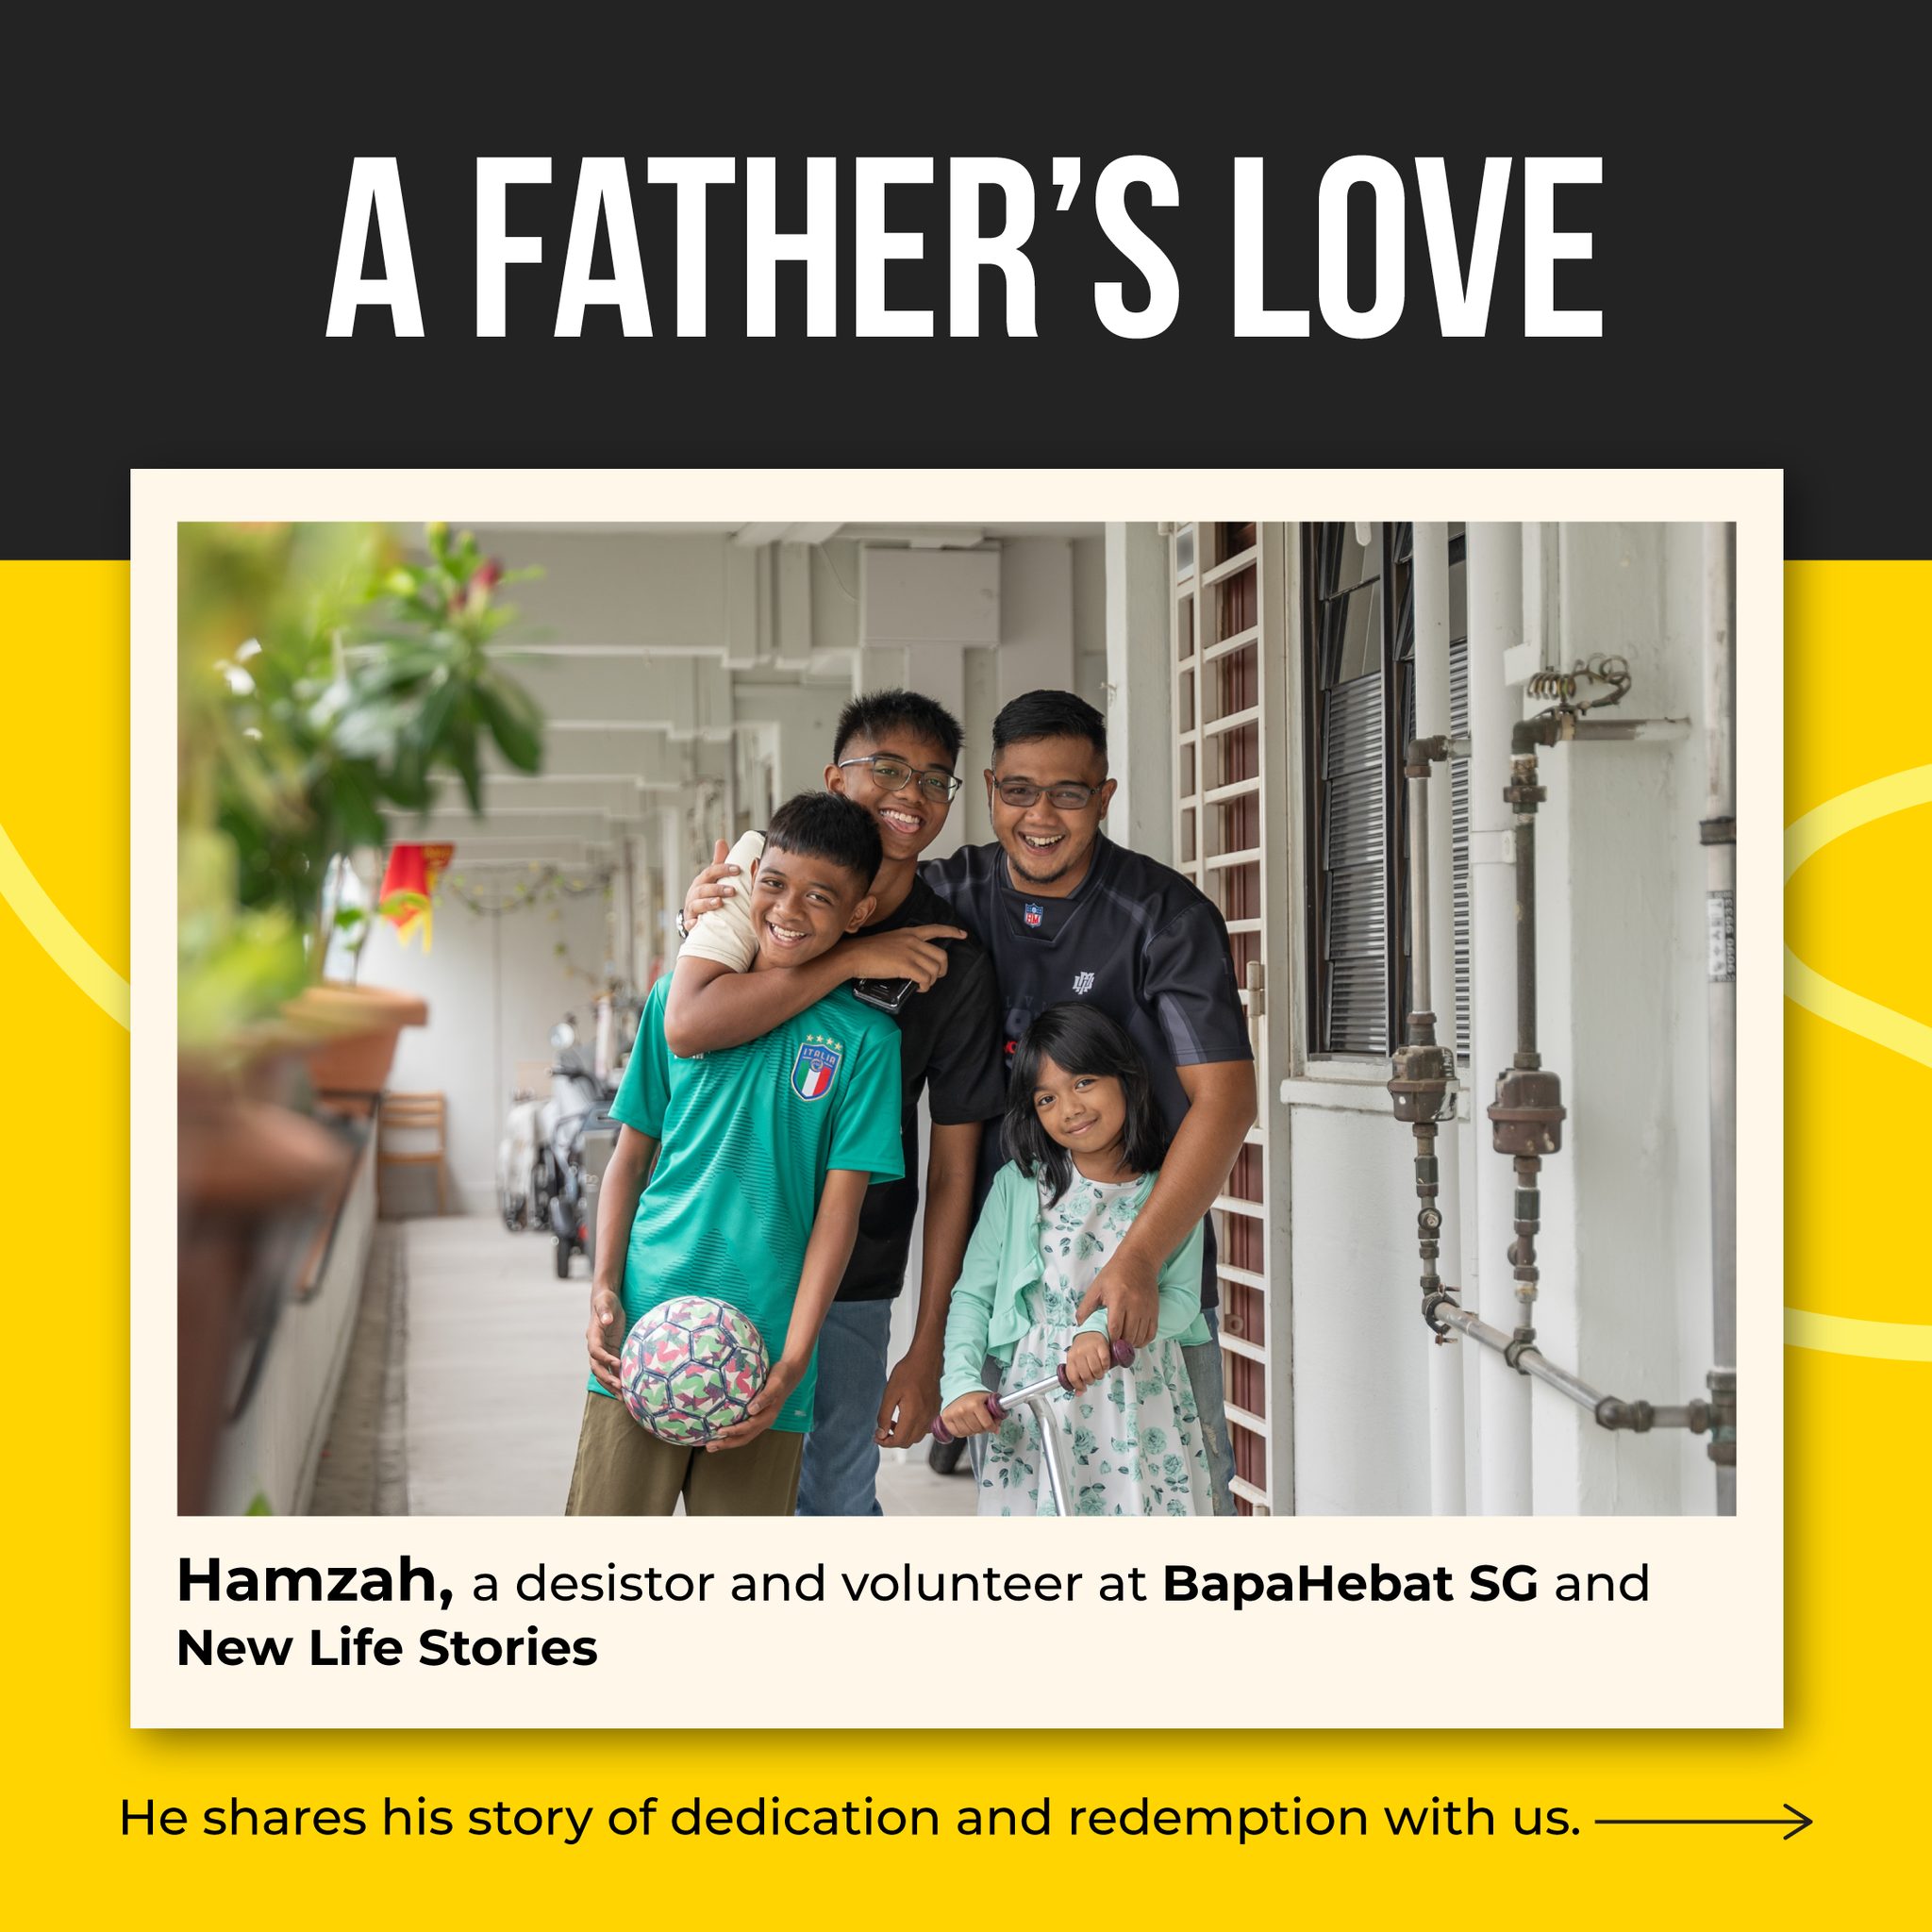 A FATHER’S LOVE
ITALIA
Hamzah, a desistor and volunteer at BapaHebat SG and
New Life Stories
He shares his story of dedication and redemption with us.